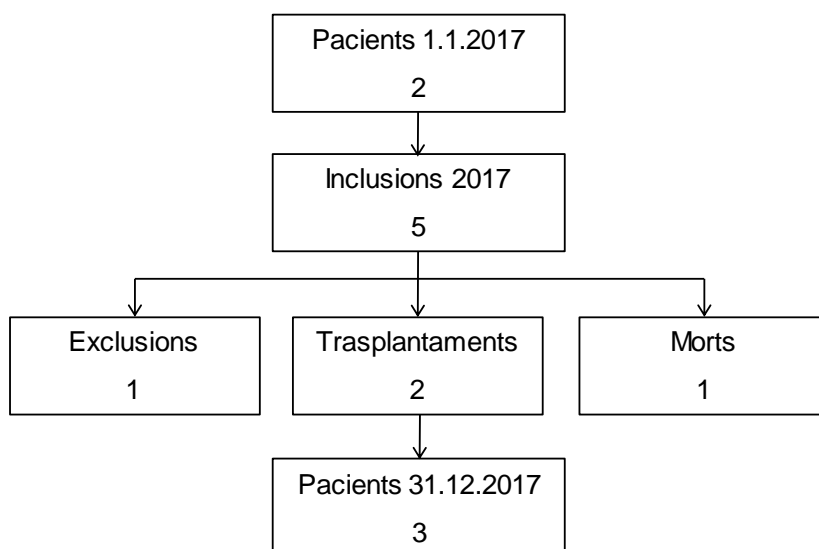 Pacients 1.1.2017
2
Inclusions 2017
5
Exclusions
1
Trasplantaments
2
Morts
1
Pacients 31.12.2017
3